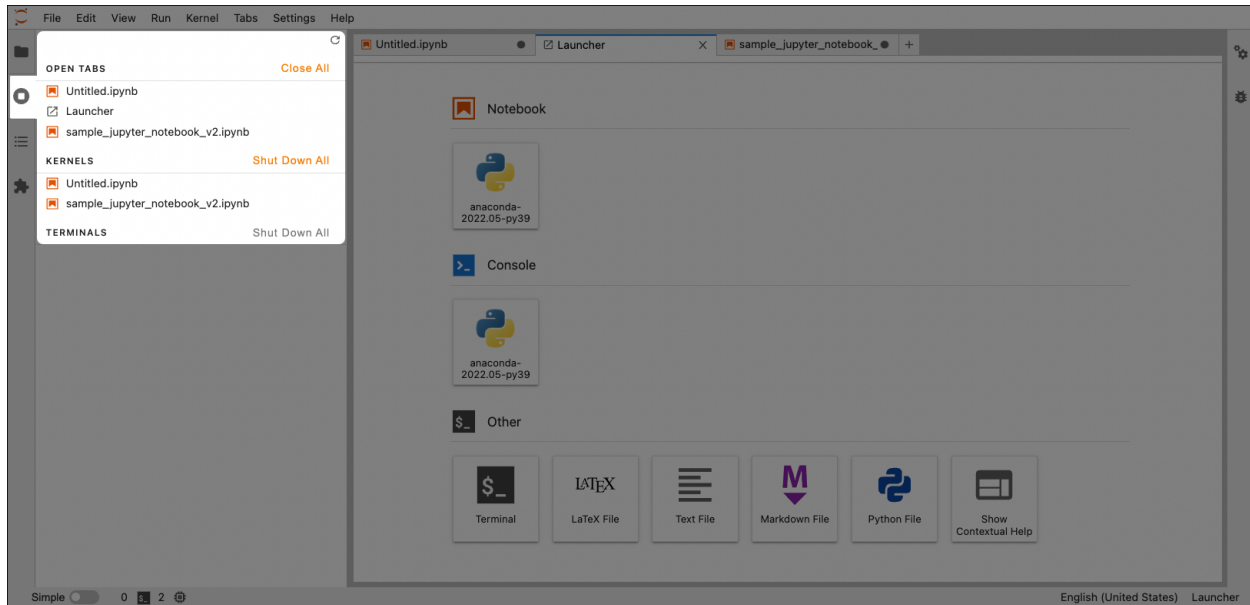 File Edit View Run Kernel Tabs Settings Help
OPEN TABS Close All
Untitled.ipynb
Launcher
sample_jupyter_notebook_v2.ipynb
KERNELS Shut Down All
Untitled.ipynb
sample_jupyter_notebook_v2.ipynb
TERMINALS Shut Down All
Untitled.ipynb Launcher sample_jupyter_notebook_
Notebook
anaconda-
2022.05-py39
Console
anaconda-
2022.05-py39
$_ Other
$_
LATEX
M
Terminal
LaTeX File
Text File
Markdown File
Python File
Show
Contextual Help
Simple 0 $_ 2 English (United States) Launcher